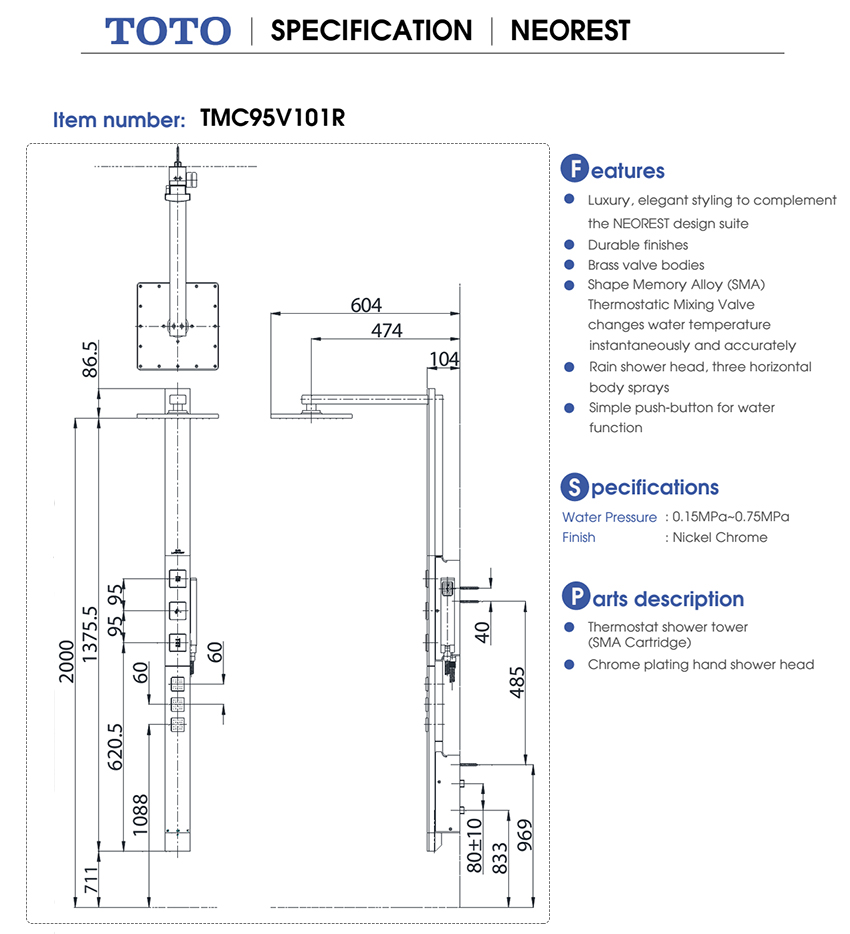 TOTO | SPECIFICATION | NEOREST
Item number: TMC95V101R
604
474
104
86.5
95
95
2000
1375.5
60
60
620.5
1088
711
40
485
80±10
833
969
Features
Luxury, elegant styling to complement
the NEOREST design suite
Durable finishes
Brass valve bodies
Shape Memory Alloy (SMA)
Thermostatic Mixing Valve
changes water temperature
instantaneously and accurately
Rain shower head, three horizontal
body sprays
Simple push-button for water
function
Specifications
Water Pressure : 0.15MPa~0.75MPa
Finish : Nickel Chrome
Parts description
Thermostat shower tower
(SMA Cartridge)
Chrome plating hand shower head